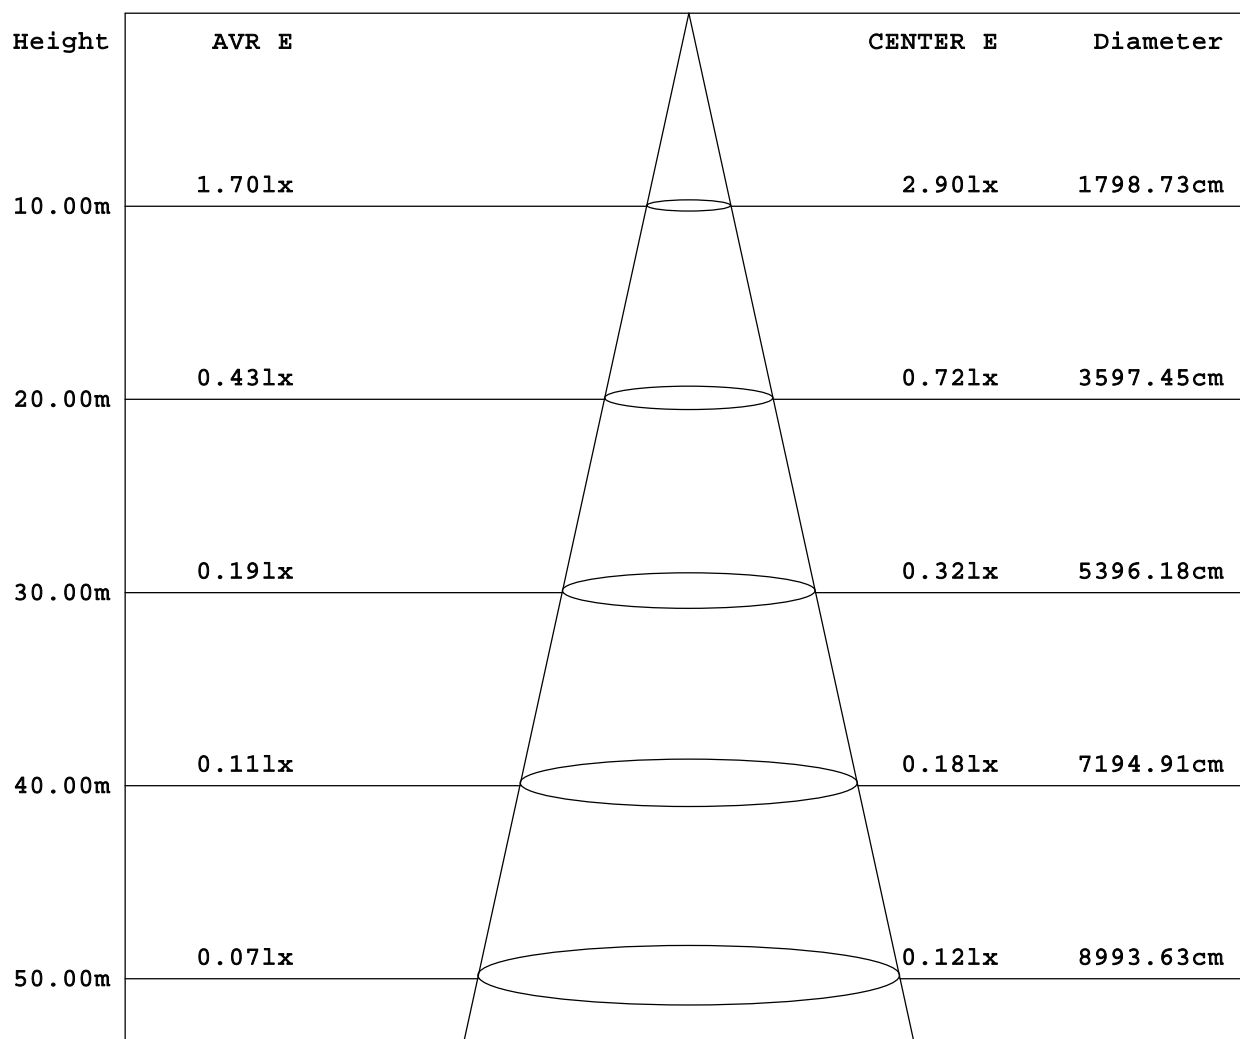 Height AVR E CENTER E Diameter
1.70lx 2.90lx 1798.73cm
10.00m
0.43lx 0.72lx 3597.45cm
20.00m
0.19lx 0.32lx 5396.18cm
30.00m
0.11lx 0.18lx 7194.91cm
40.00m
0.07lx 0.12lx 8993.63cm
50.00m